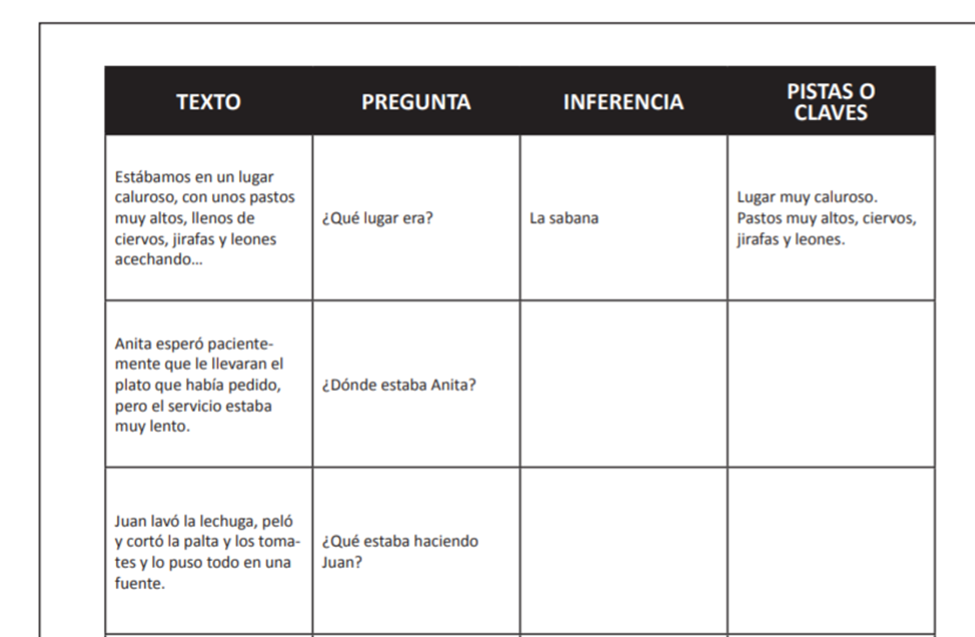 TEXTO
PREGUNTA
INFERENCIA
PISTAS O
CLAVES
Estábamos en un lugar
caluroso, con unos pastos
muy altos, llenos de
ciervos, jirafas y leones
acechando...
¿Qué lugar era?
La sabana
Lugar muy caluroso.
Pastos muy altos, ciervos,
jirafas y leones.
Anita esperó paciente-
mente que le llevaran el
plato que había pedido,
pero el servicio estaba
muy lento.
¿Dónde estaba Anita?
Juan lavó la lechuga, peló
y cortó la palta y los toma-
tes y lo puso todo en una
fuente.
¿Qué estaba haciendo
Juan?